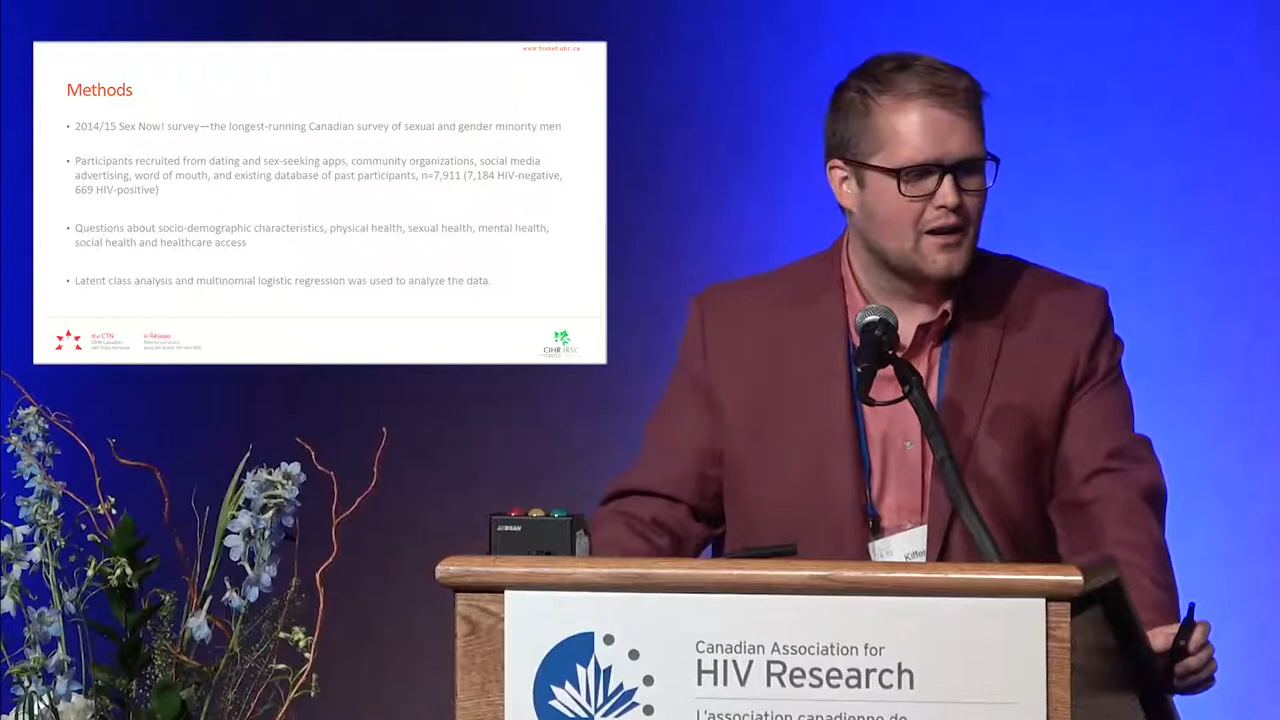 www.hivnet.ubc.ca
Methods
• 2014/15 Sex Now! survey—the longest-running Canadian survey of sexual and gender minority men
• Participants recruited from dating and sex-seeking apps, community organizations, social media
advertising, word of mouth, and existing database of past participants, n=7,911 (7,184 HIV-negative,
669 HIV-positive)
• Questions about socio-demographic characteristics, physical health, sexual health, mental health,
social health and healthcare access
• Latent class analysis and multinomial logistic regression was used to analyze the data.
the CTN
le Réseau
CIHR IRSC
Canadian Association for
HIV Research
L'association canadienne de